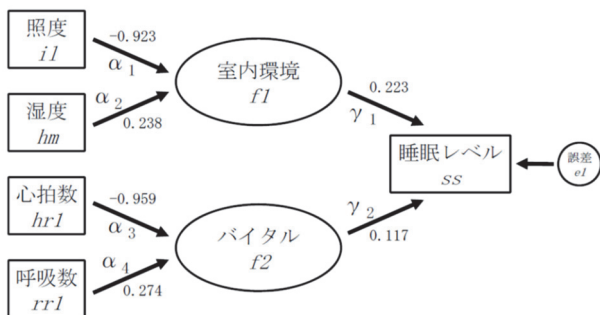 照度
il
-0.923
α1
湿度
hm
α2
0.238
室内環境
f1
0.223
γ1
心拍数
hr1
-0.959
α3
呼吸数
rr1
α4
0.274
バイタル
f2
γ2
0.117
睡眠レベル
ss
誤差
e1